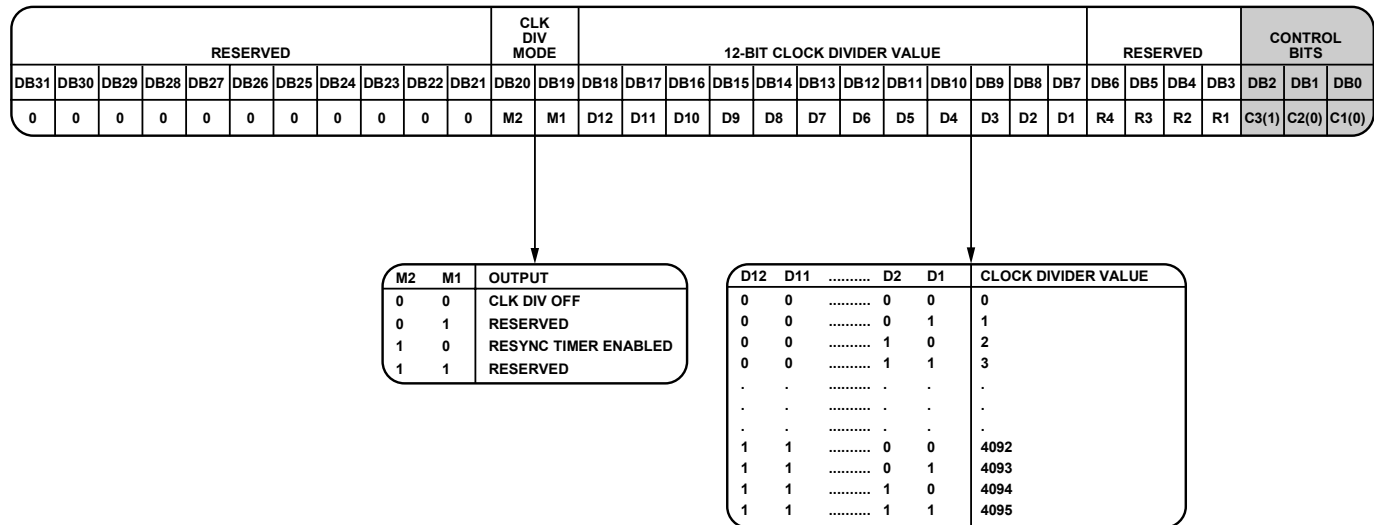 RESERVED CLK DIV MODE 12-BIT CLOCK DIVIDER VALUE RESERVED CONTROL BITS
DB31 DB30 DB29 DB28 DB27 DB26 DB25 DB24 DB23 DB22 DB21 DB20 DB19 DB18 DB17 DB16 DB15 DB14 DB13 DB12 DB11 DB10 DB9 DB8 DB7 DB6 DB5 DB4 DB3 DB2 DB1 DB0
0 0 0 0 0 0 0 0 0 0 0 M2 M1 D12 D11 D10 D9 D8 D7 D6 D5 D4 D3 D2 D1 R4 R3 R2 R1 C3(1) C2(0) C1(0)
M2 M1 OUTPUT
0 0 CLK DIV OFF
0 1 RESERVED
1 0 RESYNC TIMER ENABLED
1 1 RESERVED
D12 D11 .......... D2 D1 CLOCK DIVIDER VALUE
0 0 .......... 0 0 0
0 0 .......... 0 1 1
0 0 .......... 1 0 2
0 0 .......... 1 1 3
. . .......... . . .
. . .......... . . .
. . .......... . . .
1 1 .......... 0 0 4092
1 1 .......... 0 1 4093
1 1 .......... 1 0 4094
1 1 .......... 1 1 4095